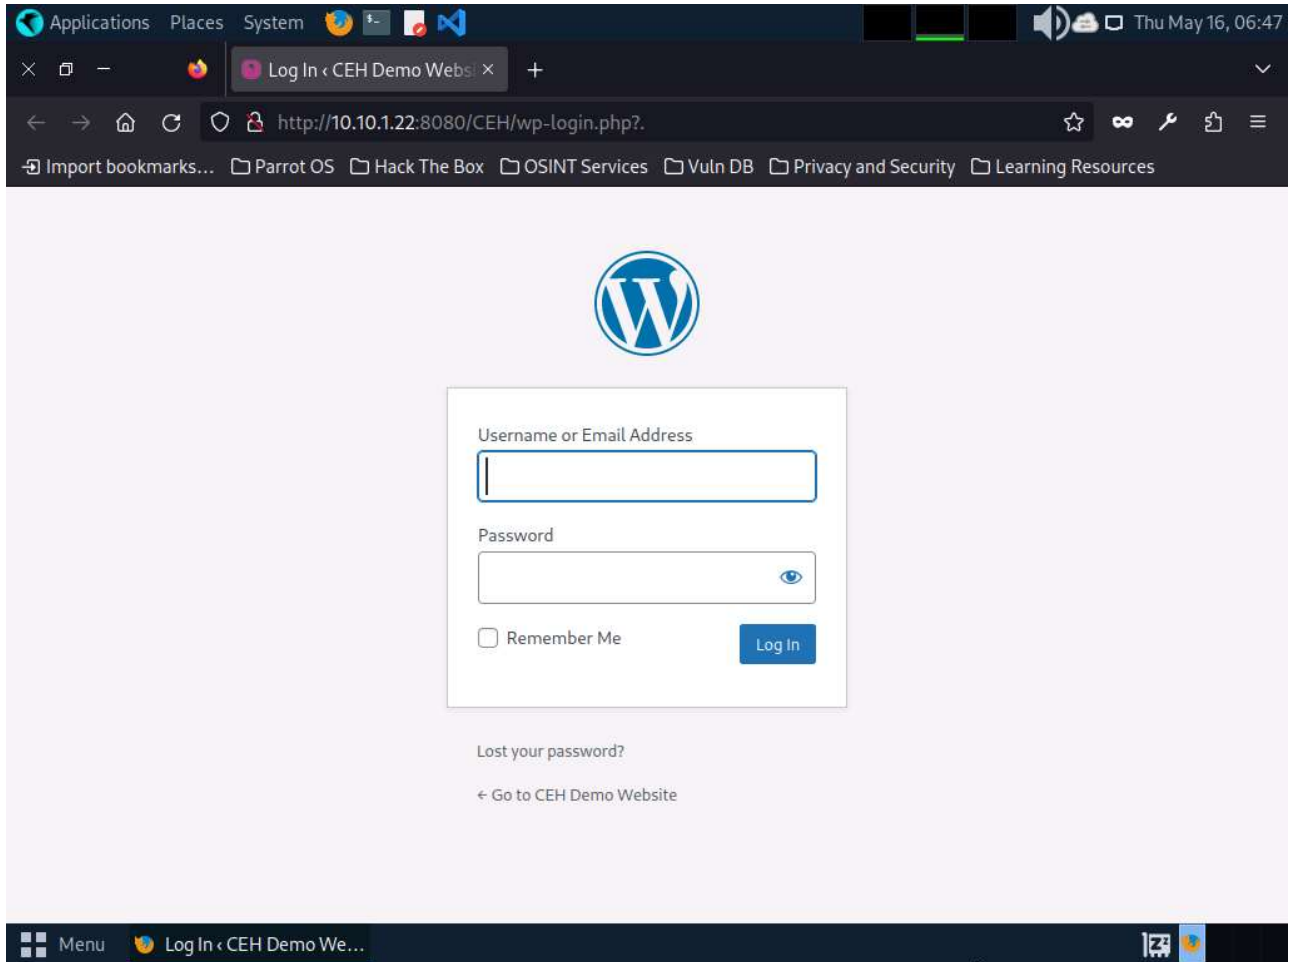 Applications Places System Thu May 16, 06:47
Log In ‹ CEH Demo Websi
http://10.10.1.22:8080/CEH/wp-login.php?.
Import bookmarks... Parrot OS Hack The Box OSINT Services Vuln DB Privacy and Security Learning Resources
Username or Email Address
Password
Remember Me Log In
Lost your password?
← Go to CEH Demo Website
Menu Log In ‹ CEH Demo We...